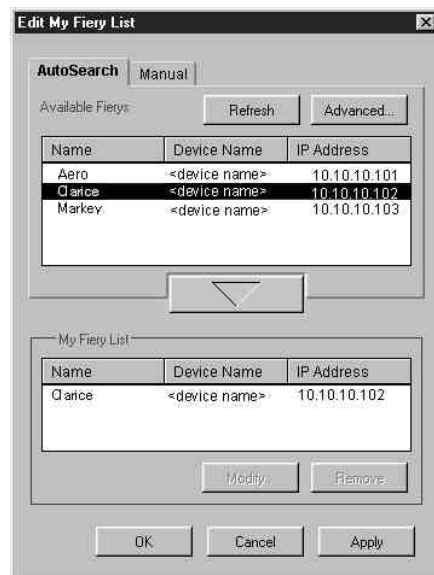 Edit My Fiery List
AutoSearch Manual
Available Fierys Refresh Advanced...
Name Device Name IP Address
Aero <device name> 10.10.10.101
Clarice <device name> 10.10.10.102
Markey <device name> 10.10.10.103
My Fiery List
Name Device Name IP Address
Clarice <device name> 10.10.10.102
Modify... Remove
OK Cancel Apply